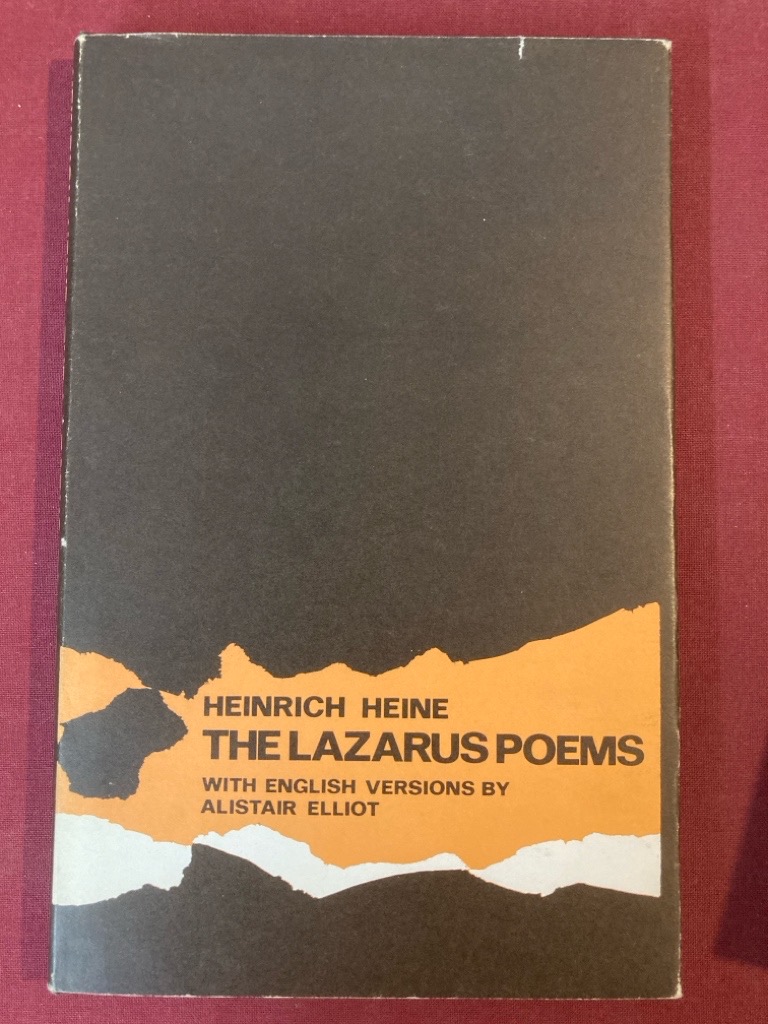 HEINRICH HEINE
THE LAZARUS POEMS
WITH ENGLISH VERSIONS BY
ALISTAIR ELLIOT